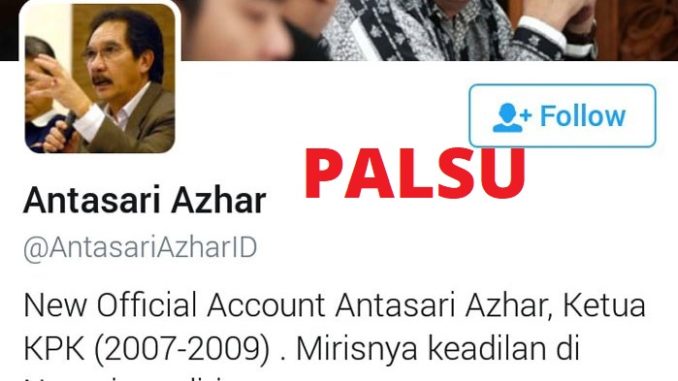 Follow
PALSU
Antasari Azhar
@AntasariAzharID
New Official Account Antasari Azhar, Ketua
KPK (2007-2009) . Mirisnya keadilan di